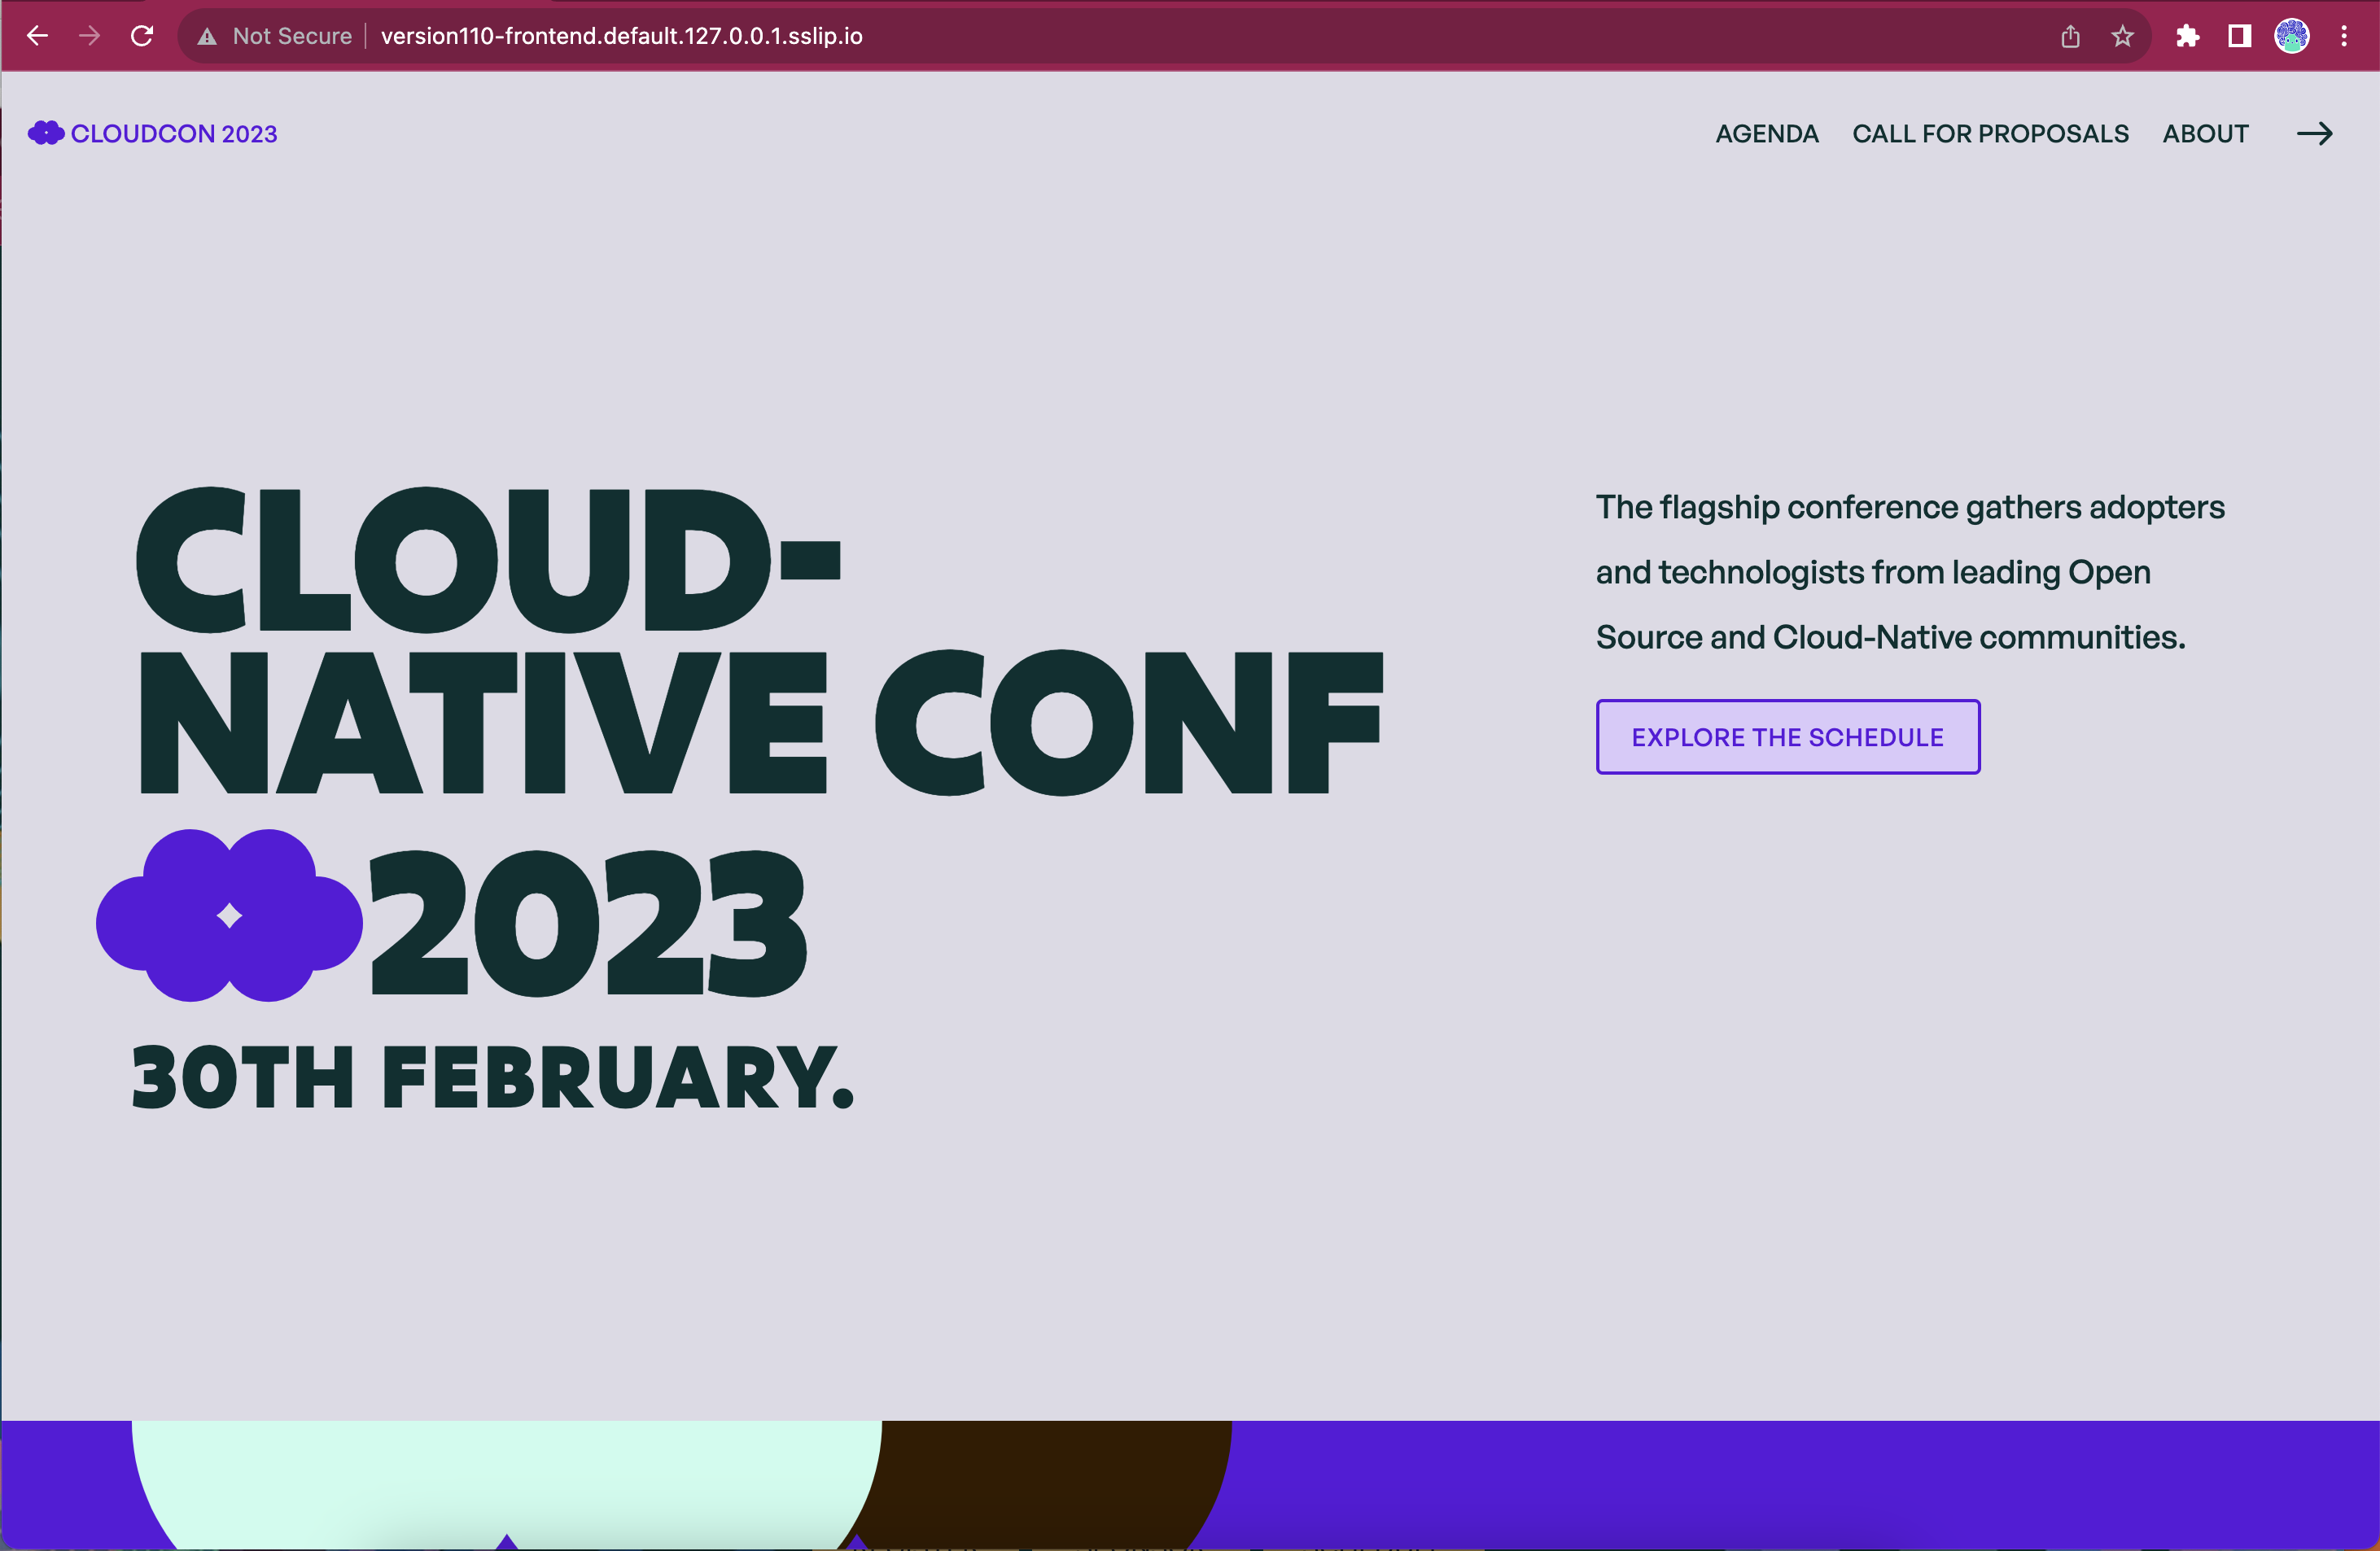 Not Secure version110-frontend.default.127.0.0.1.sslip.io
CLOUDCON 2023
AGENDA CALL FOR PROPOSALS ABOUT
CLOUD-
NATIVE CONF
2023
30TH FEBRUARY.
The flagship conference gathers adopters
and technologists from leading Open
Source and Cloud-Native communities.
EXPLORE THE SCHEDULE